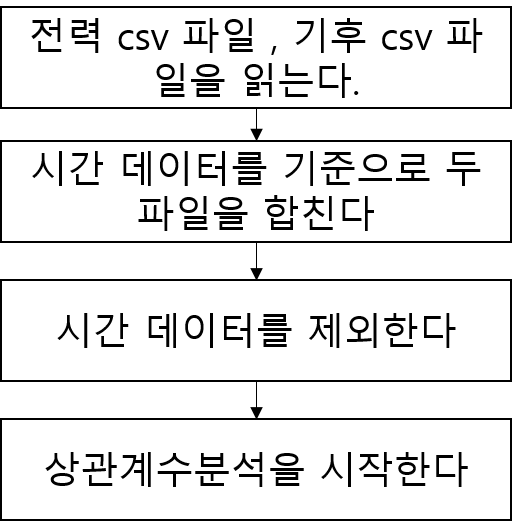 전력 csv 파일 , 기후 csv 파
일을 읽는다.
시간 데이터를 기준으로 두
파일을 합친다
시간 데이터를 제외한다
상관계수분석을 시작한다